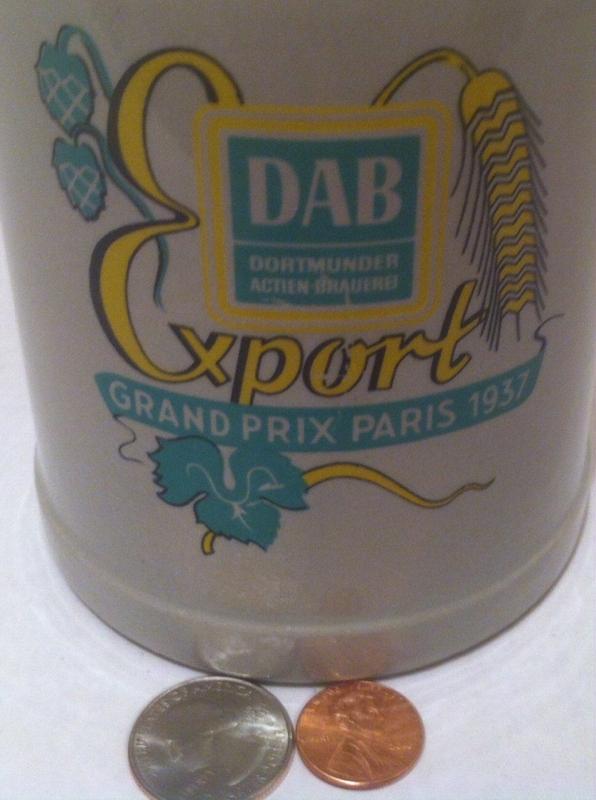 DAB
DORTMUNDER
ACTIEN-BRAUEREI
Export
GRAND PRIX PARIS 1937